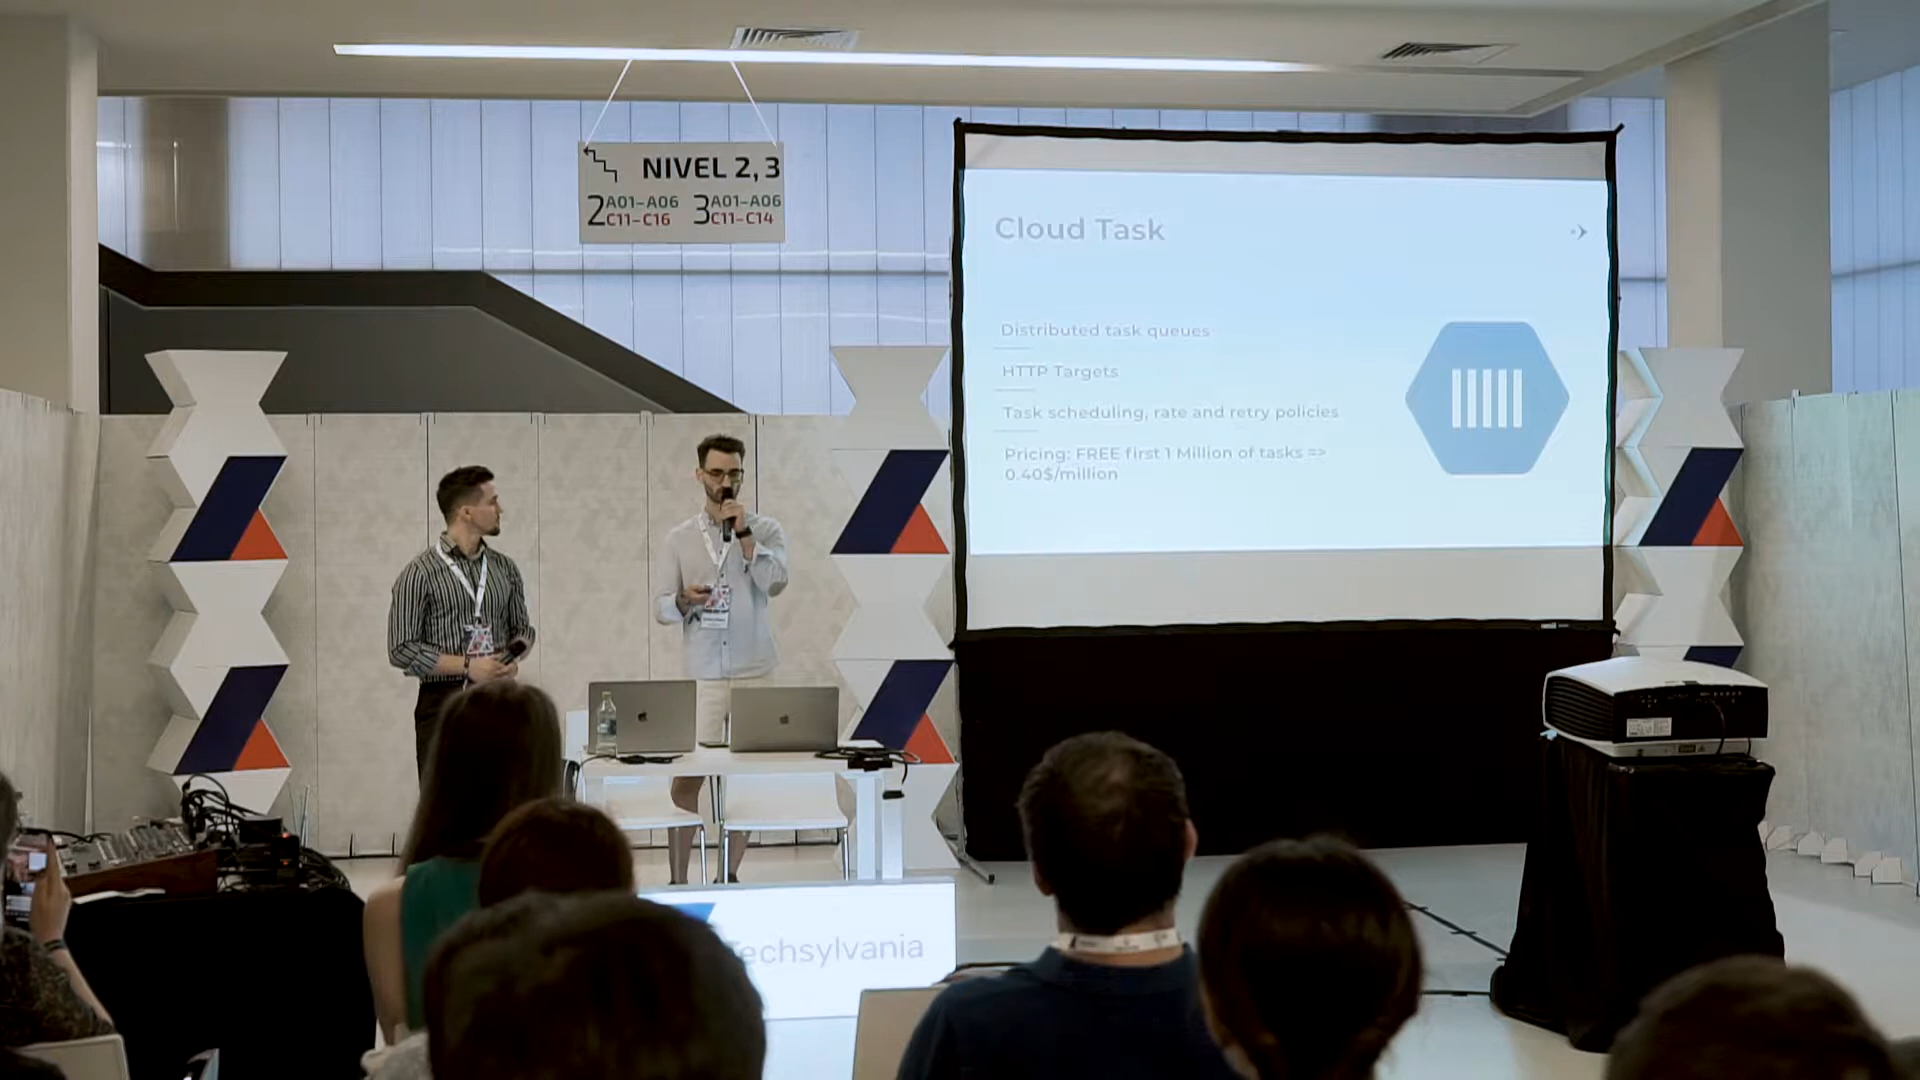 NIVEL 2, 3
2 A01–A06 C11–C16
3 A01–A06 C11–C14
Cloud Task
Distributed task queues
HTTP Targets
Task scheduling, rate and retry policies
Pricing: FREE first 1 Million of tasks =>
0.40$/million
Techsylvania